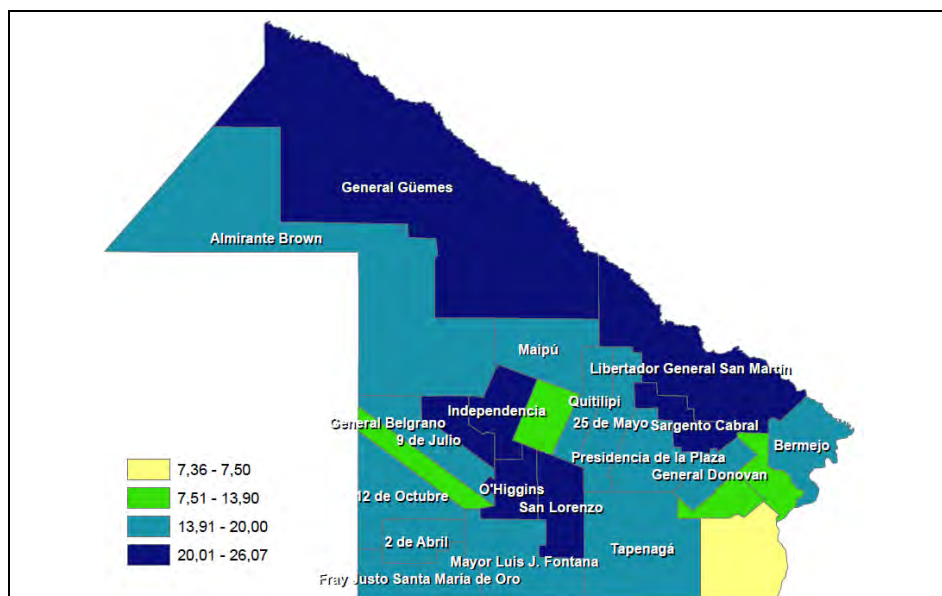 General Güemes
Almirante Brown
Maipú
Libertador General San Martín
Independencia
Quitilipi
General Belgrano
25 de Mayo
Sargento Cabral
9 de Julio
Bermejo
Presidencia de la Plaza
General Donovan
O'Higgins
12 de Octubre
San Lorenzo
2 de Abril
Tapenagá
Mayor Luis J. Fontana
Fray Justo Santa María de Oro
7,36 - 7,50
7,51 - 13,90
13,91 - 20,00
20,01 - 26,07